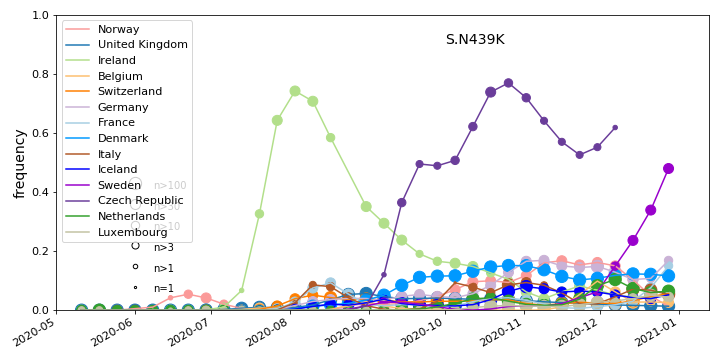 S.N439K
frequency
1.0
0.8
0.6
0.4
0.2
0.0
Norway
United Kingdom
Ireland
Belgium
Switzerland
Germany
France
Denmark
Italy
Iceland
Sweden
Czech Republic
Netherlands
Luxembourg
n>100
n>30
n>10
n>3
n>1
n=1
2020-05
2020-06
2020-07
2020-08
2020-09
2020-10
2020-11
2020-12
2021-01